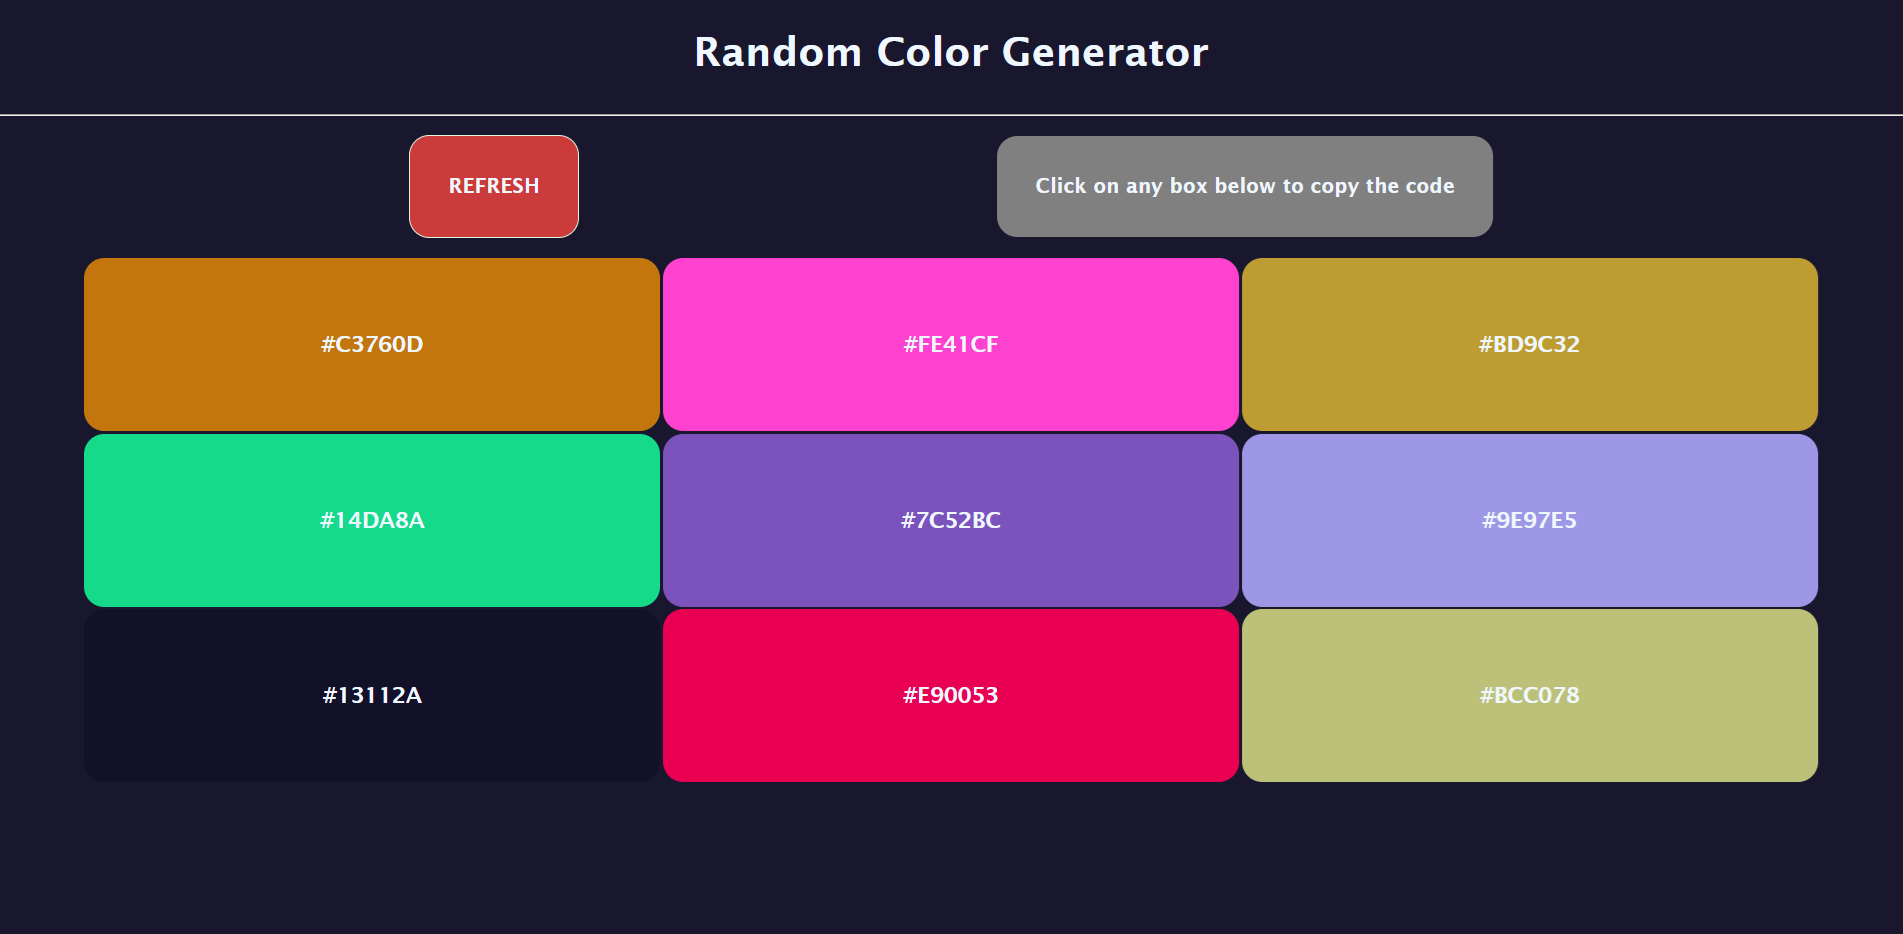 Random Color Generator
REFRESH
Click on any box below to copy the code
#C3760D
#FE41CF
#BD9C32
#14DA8A
#7C52BC
#9E97E5
#13112A
#E90053
#BCC078